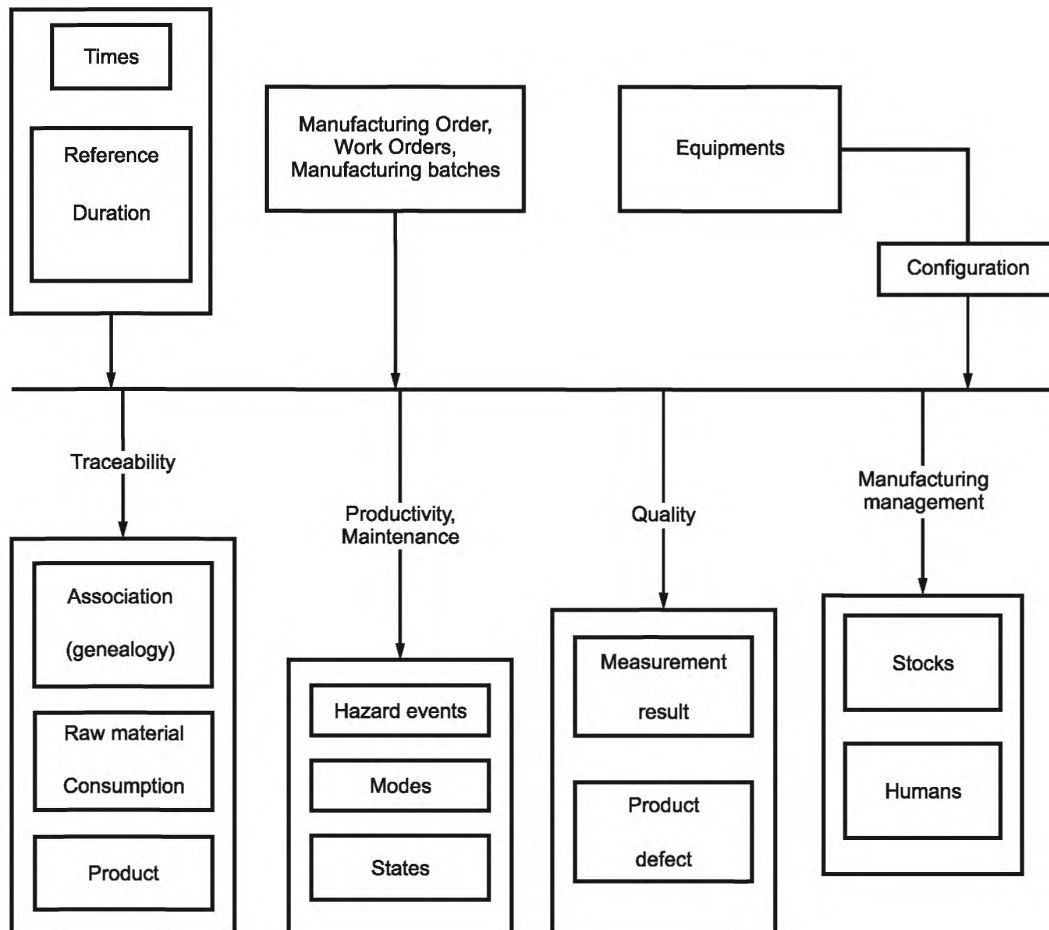 Times
Reference
Duration
Manufacturing Order,
Work Orders,
Manufacturing batches
Equipments
Configuration
Traceability
Productivity,
Maintenance
Quality
Manufacturing
management
Association
(genealogy)
Raw material
Consumption
Product
Hazard events
Modes
States
Measurement
result
Product
defect
Stocks
Humans